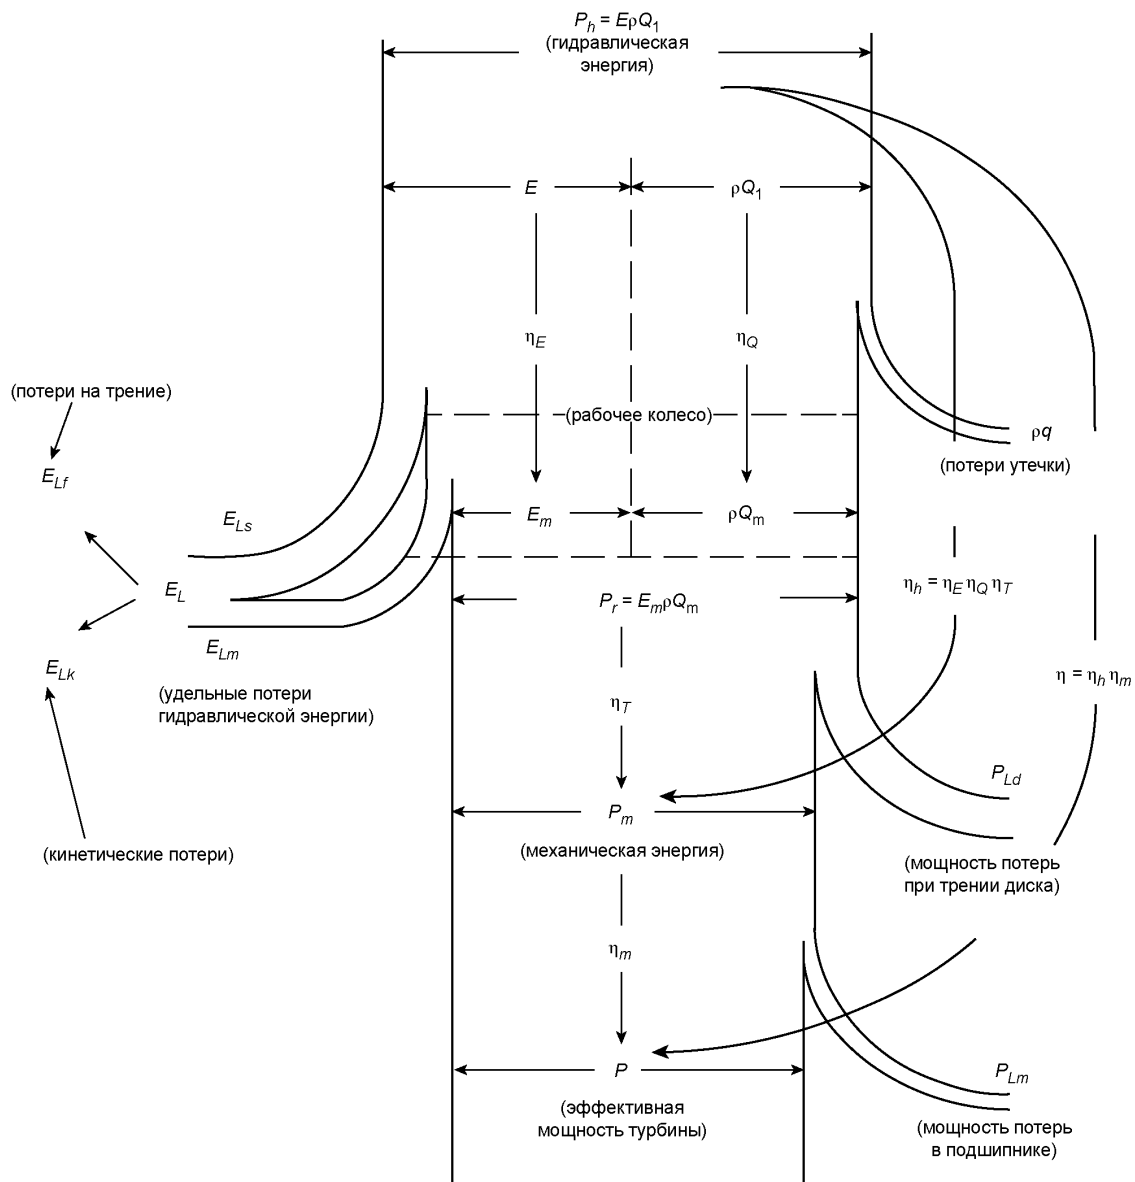 P_h = EρQ_1
(гидравлическая
энергия)
E
ρQ_1
η_E
η_Q
(потери на трение)
(рабочее колесо)
ρq
(потери утечки)
E_Lf
E_Ls
E_m
ρQ_m
E_L
η_h = η_E η_Q η_T
P_r = E_mρQ_m
E_Lm
E_Lk
η = η_h η_m
(удельные потери
гидравлической энергии)
η_T
P_Ld
P_m
(кинетические потери)
(механическая энергия)
(мощность потерь
при трении диска)
η_m
P
P_Lm
(эффективная
мощность турбины)
(мощность потерь
в подшипнике)